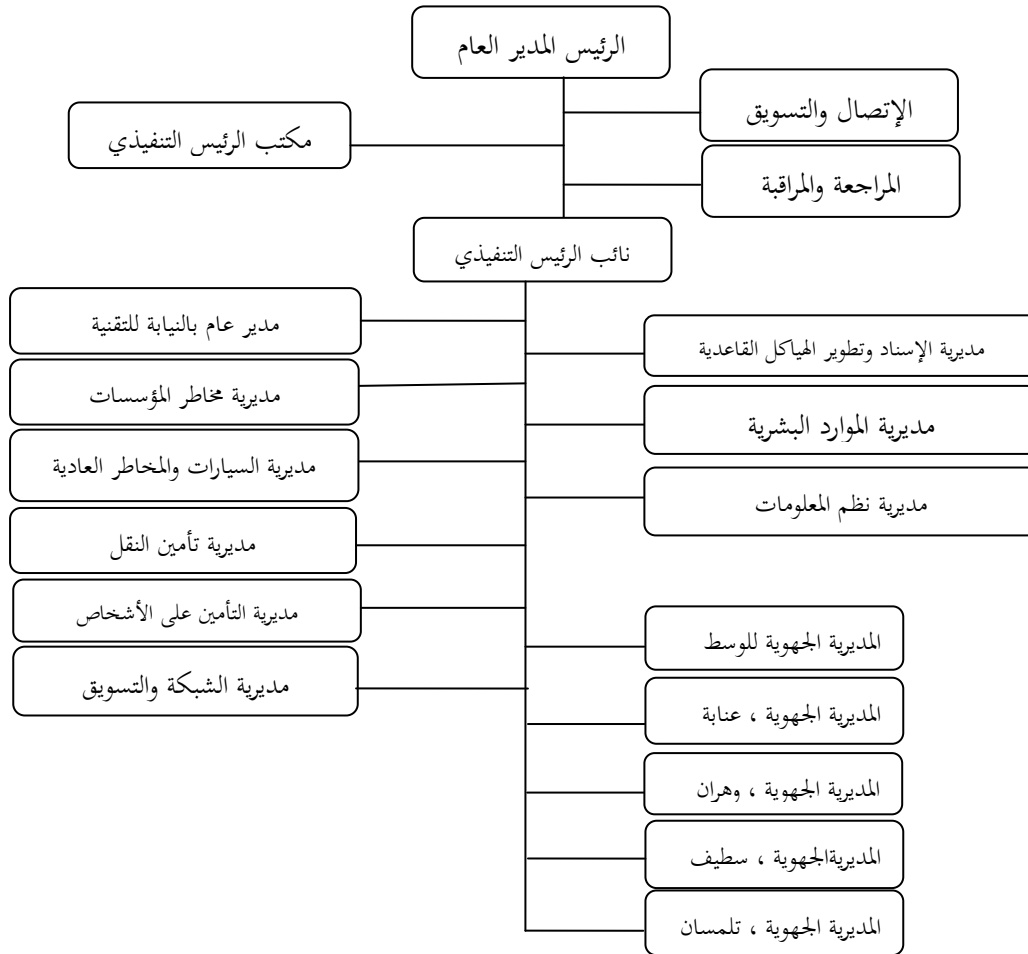 الرئيس المدير العام
الإتصال والتسويق
مكتب الرئيس التنفيذي
المراجعة والمراقبة
نائب الرئيس التنفيذي
مديرية الإسناد وتطوير الهياكل القاعدية
مديرية الموارد البشرية
مديرية نظم المعلومات
المديرية الجهوية للوسط
المديرية الجهوية ، عنابة
المديرية الجهوية ، وهران
المديريةالجهوية ، سطيف
المديرية الجهوية ، تلمسان
مدير عام بالنيابة للتقنية
مديرية مخاطر المؤسسات
مديرية السيارات والمخاطر العادية
مديرية تأمين النقل
مديرية التأمين على الأشخاص
مديرية الشبكة والتسويق